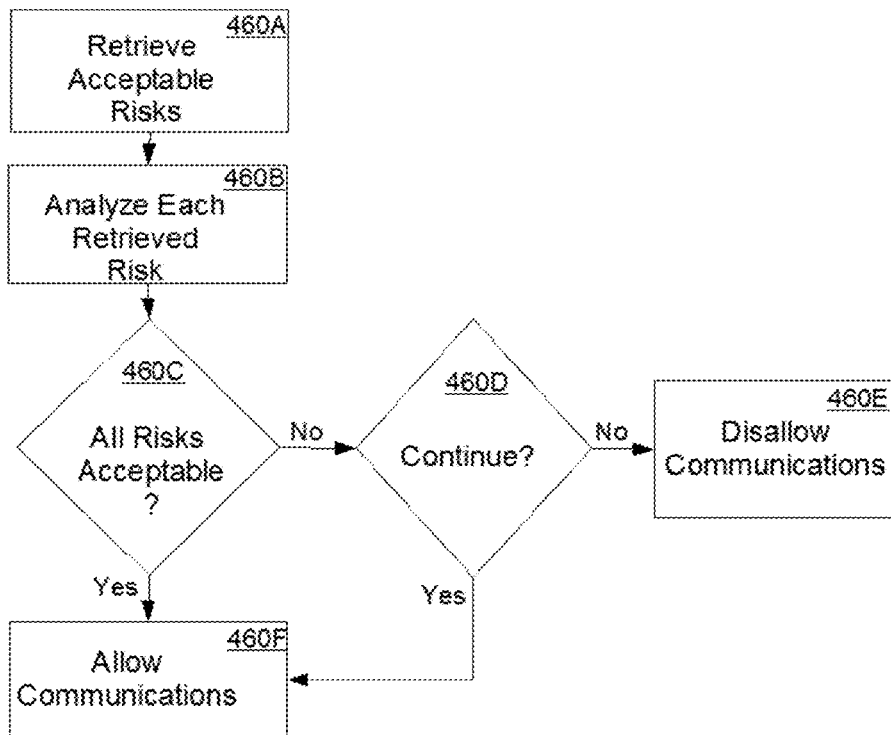 460A
Retrieve
Acceptable
Risks
460B
Analyze Each
Retrieved
Risk
460C
All Risks
Acceptable
?
No
460D
Continue?
No
460E
Disallow
Communications
Yes
Yes
460F
Allow
Communications